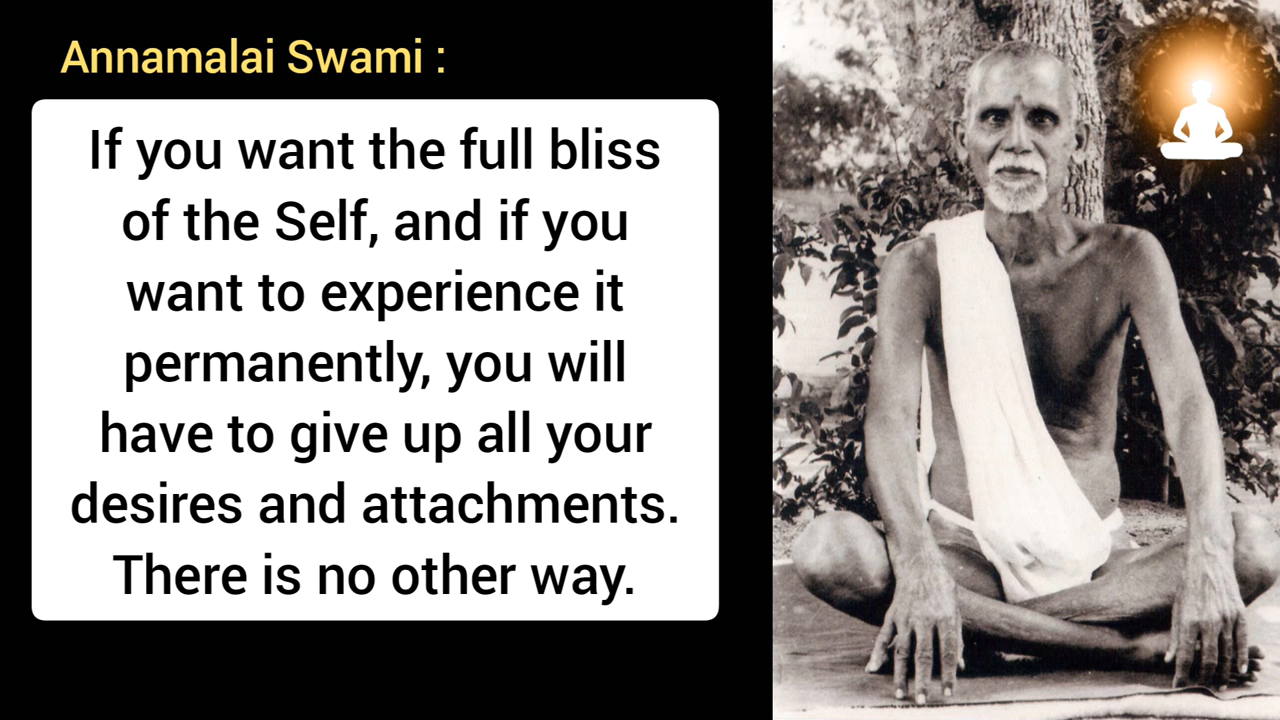 Annamalai Swami :
If you want the full bliss
of the Self, and if you
want to experience it
permanently, you will
have to give up all your
desires and attachments.
There is no other way.